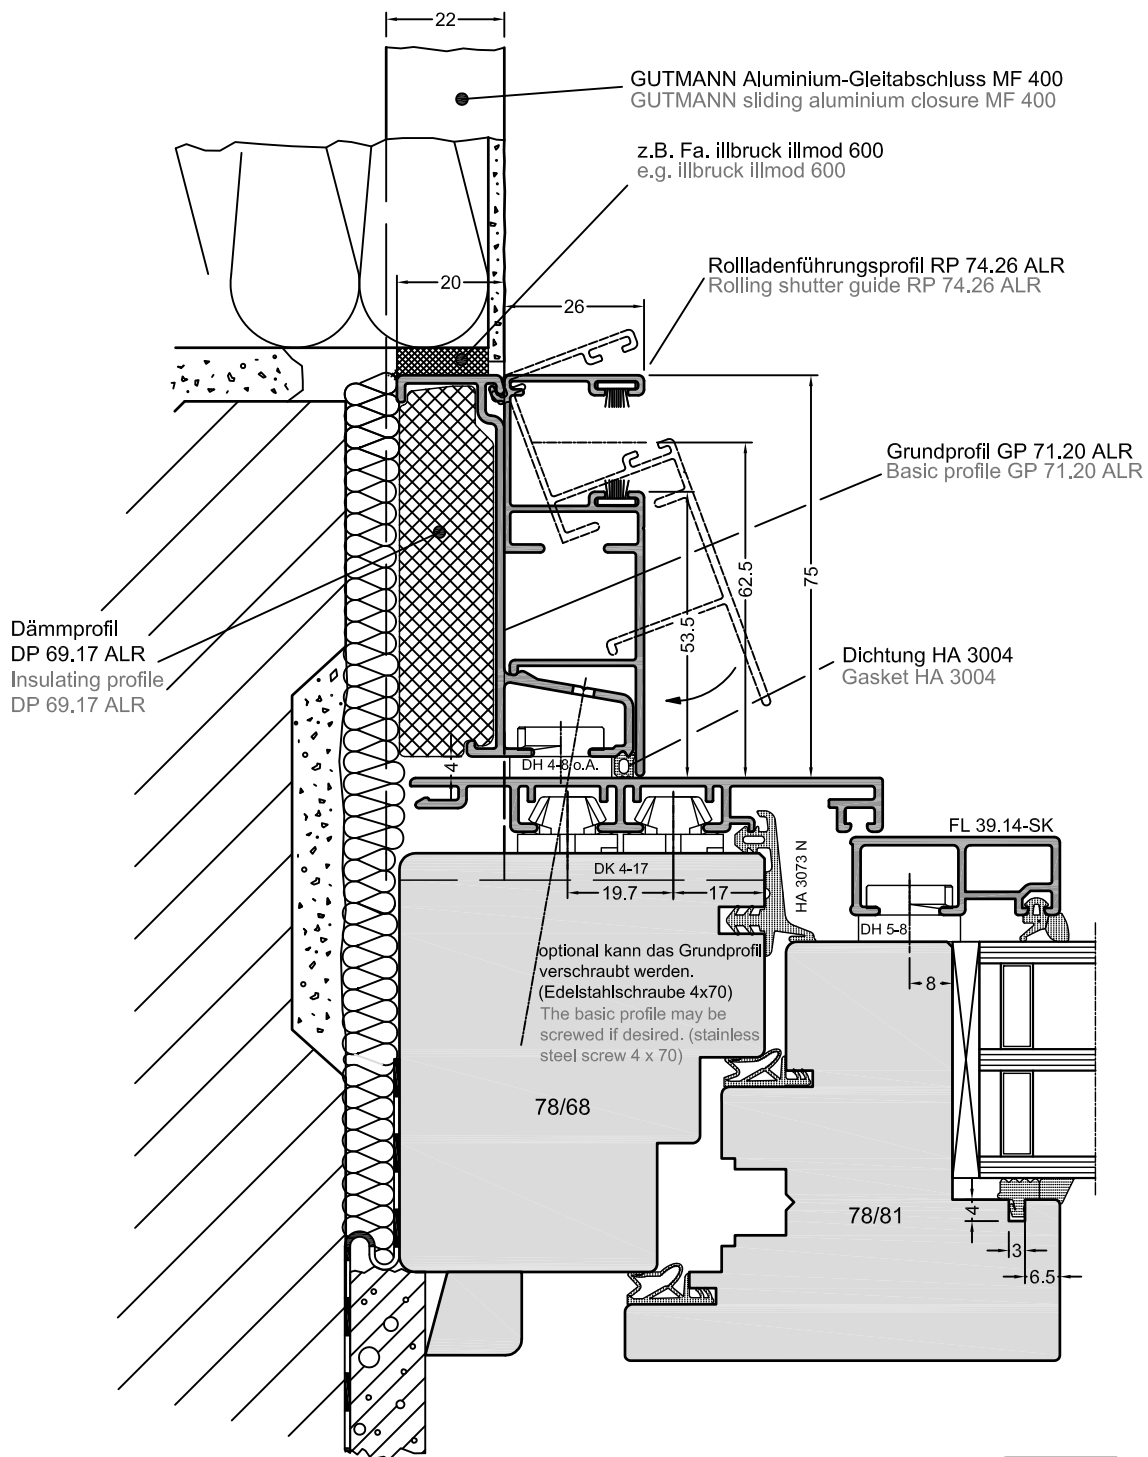 22
GUTMANN Aluminium-Gleitabschluss MF 400
GUTMANN sliding aluminium closure MF 400
z.B. Fa. illbruck illmod 600
e.g. illbruck illmod 600
Rollladenführungsprofil RP 74.26 ALR
Rolling shutter guide RP 74.26 ALR
20
26
Grundprofil GP 71.20 ALR
Basic profile GP 71.20 ALR
62.5
75
53.5
Dämmprofil
DP 69.17 ALR
Insulating profile
DP 69.17 ALR
Dichtung HA 3004
Gasket HA 3004
4
DH 4-8 o.A.
FL 39.14-SK
HA 3073 N
DK 4-17
19.7
17
DH 5-8
8
optional kann das Grundprofil
verschraubt werden.
(Edelstahlschraube 4x70)
The basic profile may be
screwed if desired. (stainless
steel screw 4 x 70)
78/68
78/81
4
3
6.5